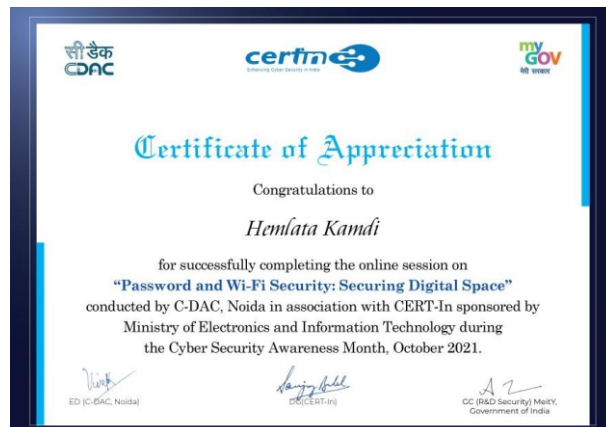 सी डैक
CDAC
certin
Enhancing Cyber Security in India
my
GOV
मेरी सरकार
Certificate of Appreciation
Congratulations to
Hemlata Kamdi
for successfully completing the online session on
“Password and Wi-Fi Security: Securing Digital Space”
conducted by C-DAC, Noida in association with CERT-In sponsored by
Ministry of Electronics and Information Technology during
the Cyber Security Awareness Month, October 2021.
ED (C-DAC, Noida)
DG(CERT-In)
GC (R&D Security) MeitY,
Government of India